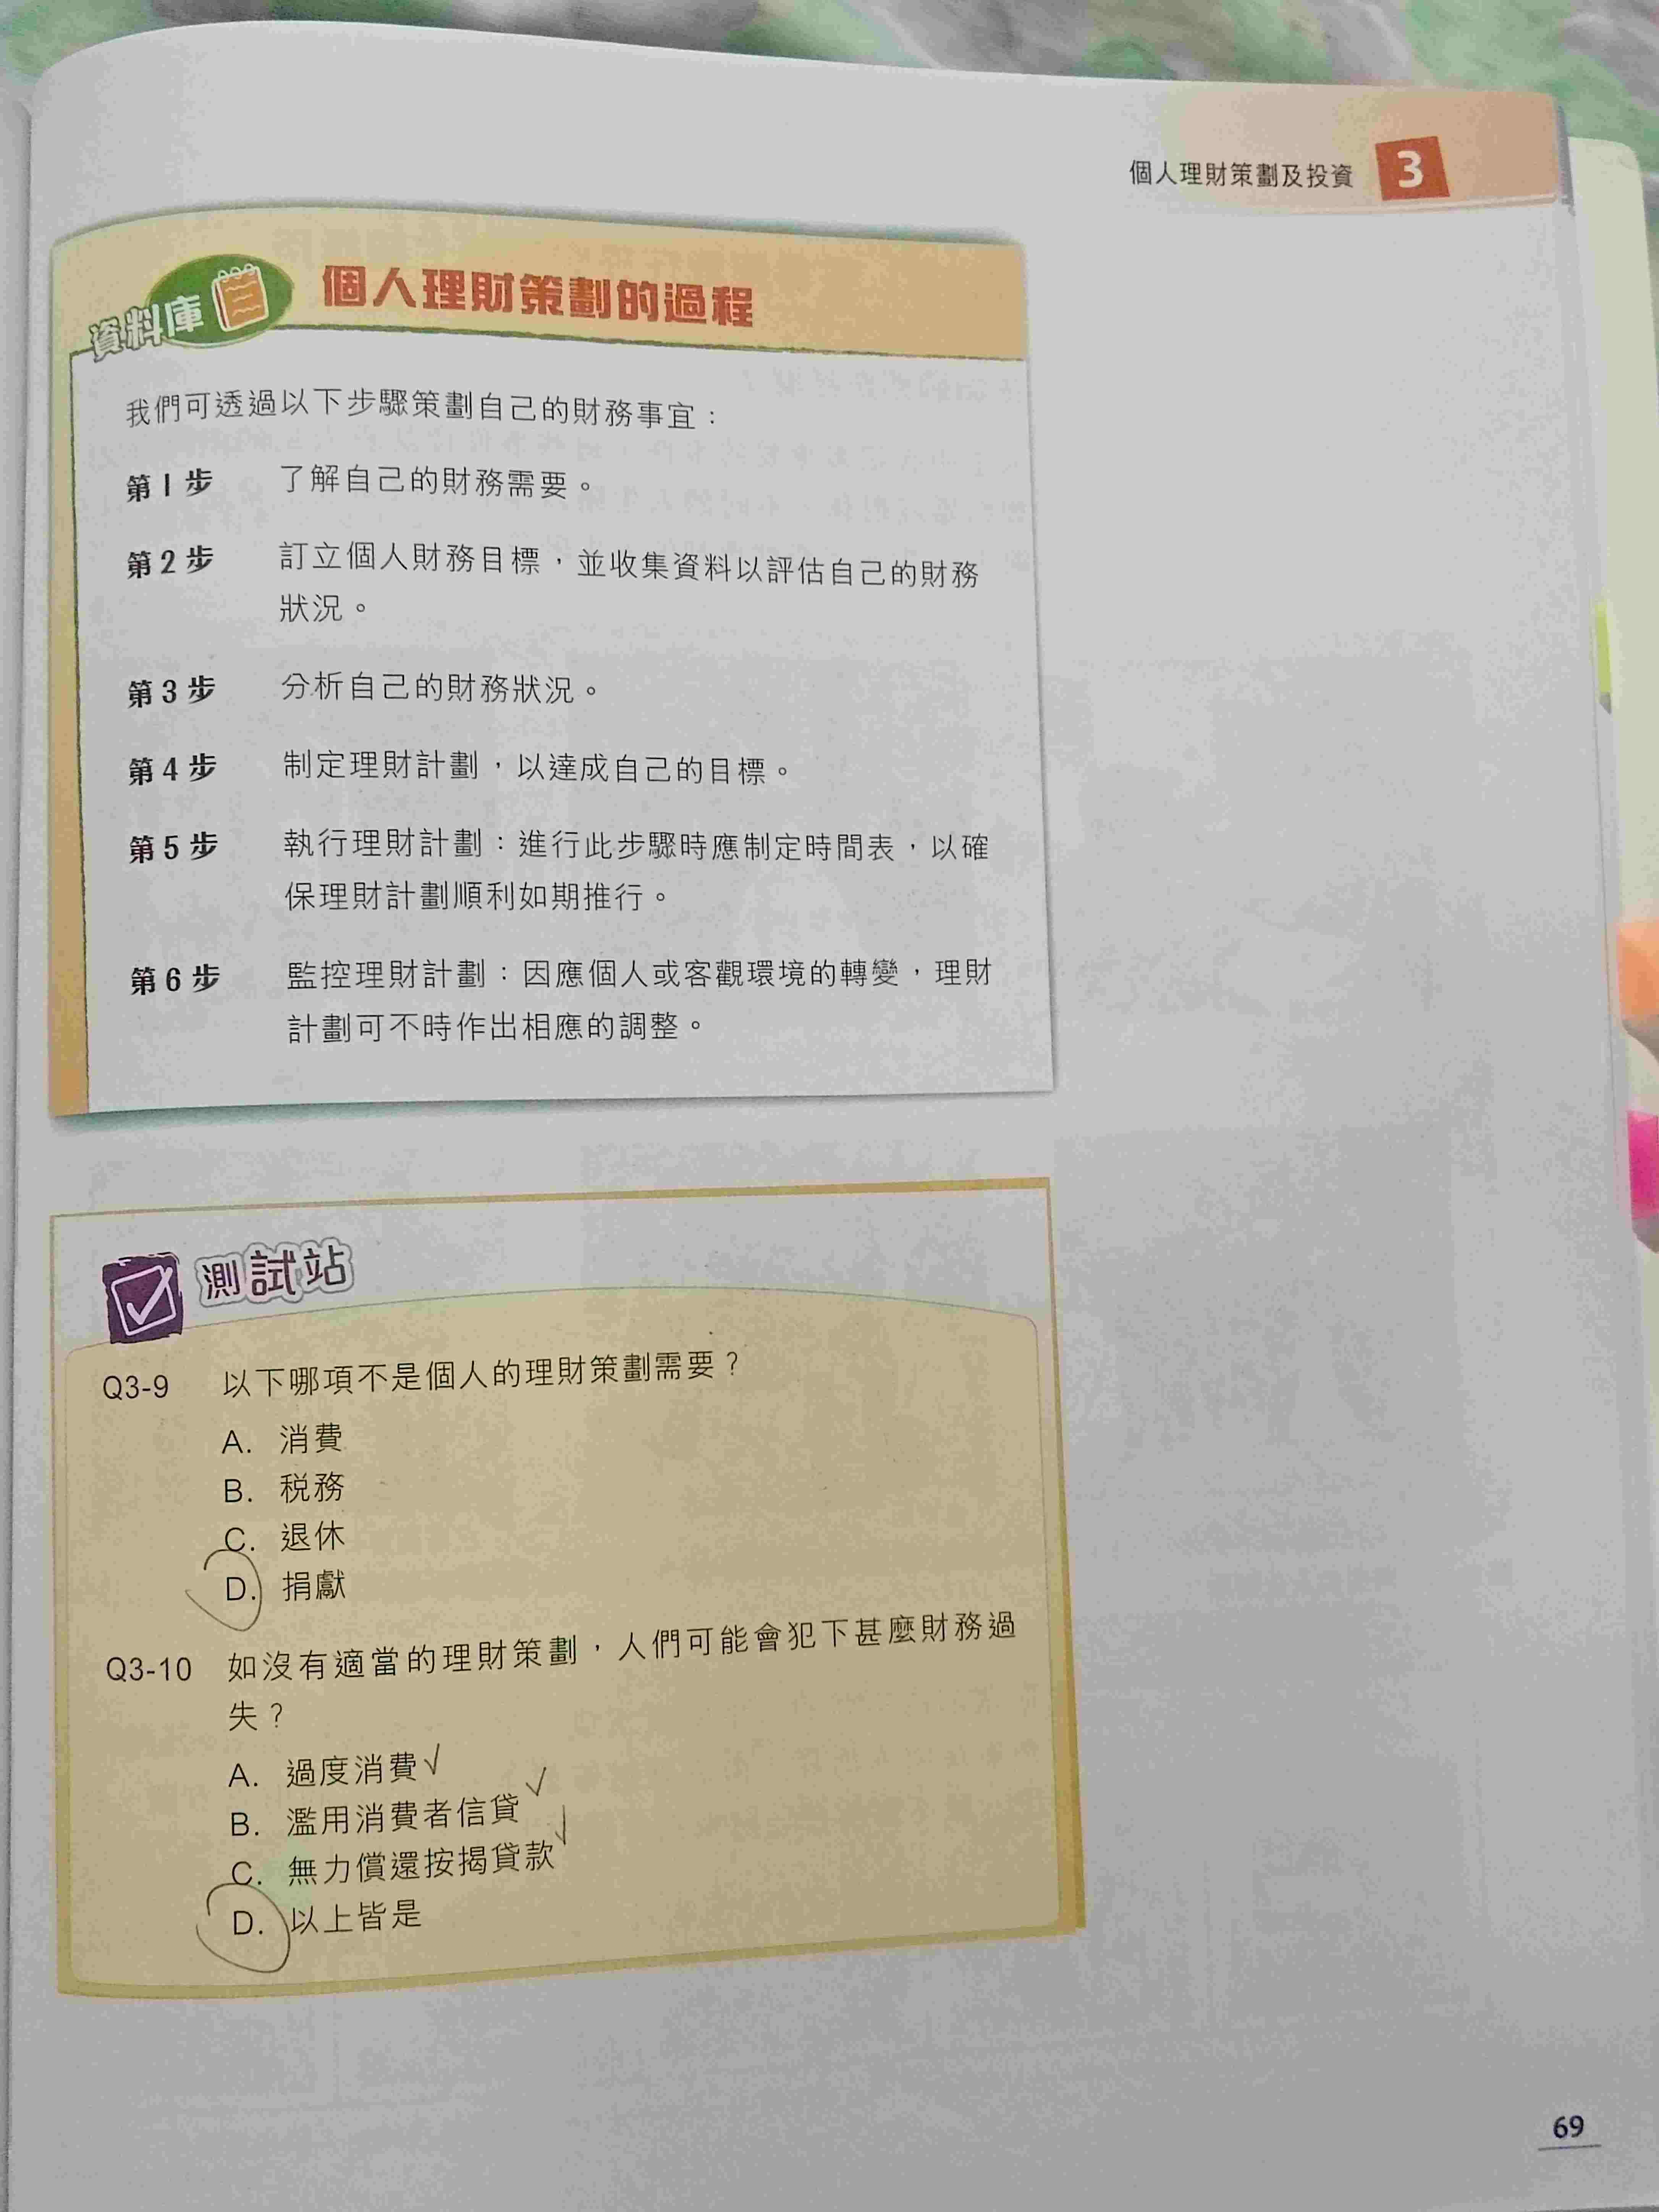 個人理財策劃及投資 3
資料庫 個人理財策劃的過程
我們可透過以下步驟策劃自己的財務事宜：
第1步 了解自己的財務需要。
第2步 訂立個人財務目標，並收集資料以評估自己的財務
狀況。
第3步 分析自己的財務狀況。
第4步 制定理財計劃，以達成自己的目標。
第5步 執行理財計劃：進行此步驟時應制定時間表，以確
保理財計劃順利如期推行。
第6步 監控理財計劃：因應個人或客觀環境的轉變，理財
計劃可不時作出相應的調整。
測試站
Q3-9 以下哪項不是個人的理財策劃需要？
A. 消費
B. 税務
C. 退休
D. 捐獻
Q3-10 如沒有適當的理財策劃，人們可能會犯下甚麼財務過
失？
A. 過度消費√
B. 濫用消費者信貸√
C. 無力償還按揭貸款√
D. 以上皆是
69